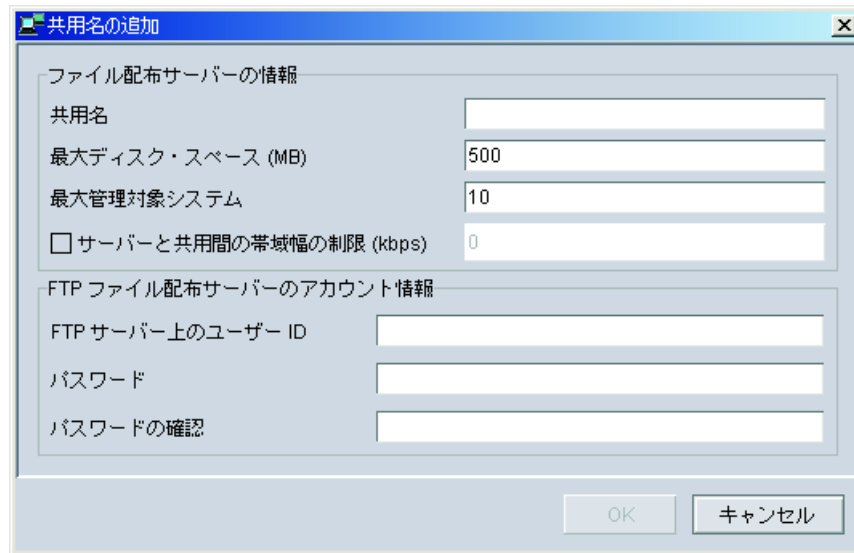 共用名の追加
ファイル配布サーバーの情報
共用名
最大ディスク・スペース (MB) 500
最大管理対象システム 10
サーバーと共用間の帯域幅の制限 (kbps) 0
FTP ファイル配布サーバーのアカウント情報
FTP サーバー上のユーザー ID
パスワード
パスワードの確認
OK キャンセル